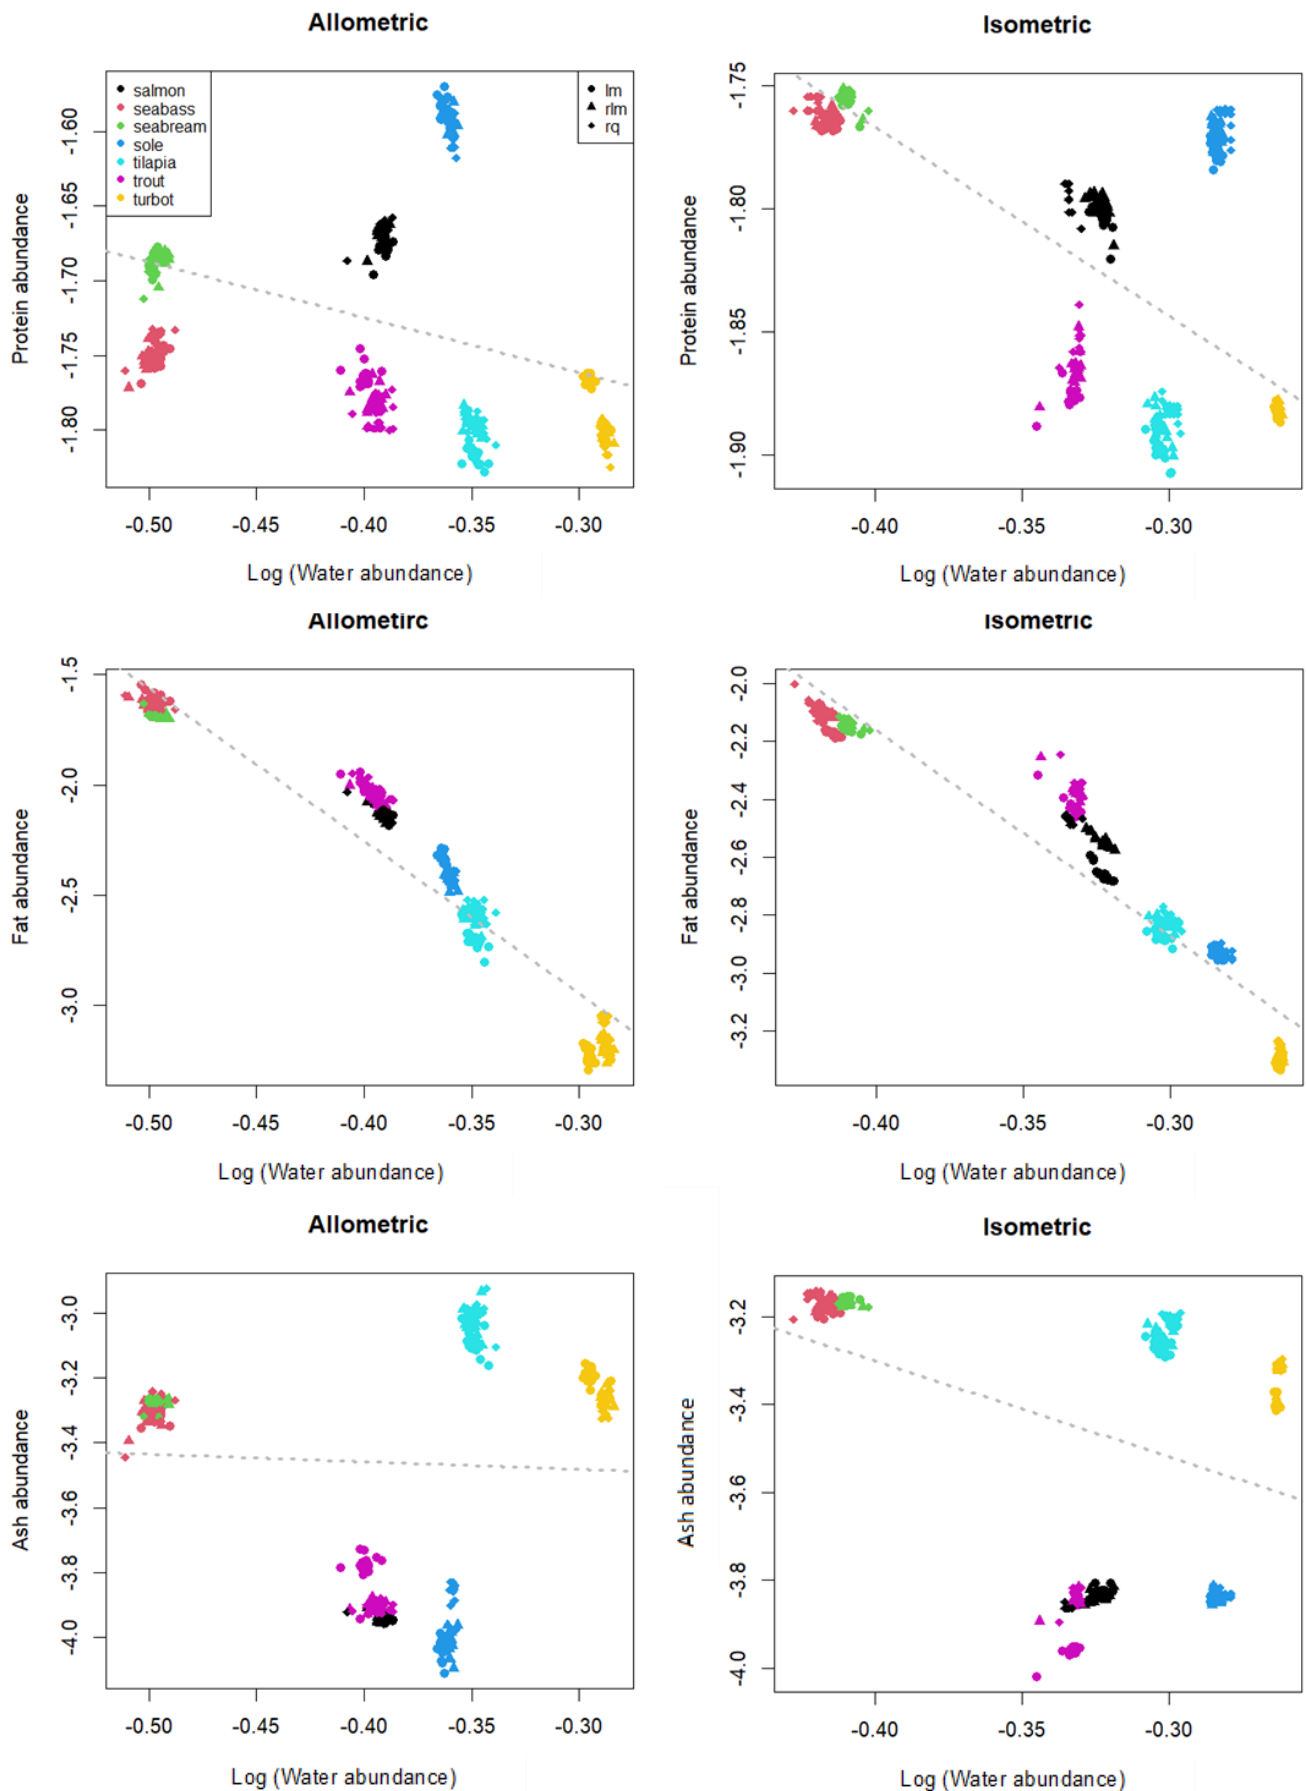 Allometric
Isometric
salmon
seabass
seabream
sole
tilapia
trout
turbot
lm
rlm
rq
Protein abundance
-1.60
-1.65
-1.70
-1.75
-1.80
-0.50 -0.45 -0.40 -0.35 -0.30
Log (Water abundance)
Protein abundance
-1.75
-1.80
-1.85
-1.90
-0.40 -0.35 -0.30
Log (Water abundance)
Allometirc
Isometric
Fat abundance
-1.5
-2.0
-2.5
-3.0
-0.50 -0.45 -0.40 -0.35 -0.30
Log (Water abundance)
Fat abundance
-2.0
-2.2
-2.4
-2.6
-2.8
-3.0
-3.2
-0.40 -0.35 -0.30
Log (Water abundance)
Allometric
Isometric
Ash abundance
-3.0
-3.2
-3.4
-3.6
-3.8
-4.0
-0.50 -0.45 -0.40 -0.35 -0.30
Log (Water abundance)
Ash abundance
-3.2
-3.4
-3.6
-3.8
-4.0
-0.40 -0.35 -0.30
Log (Water abundance)